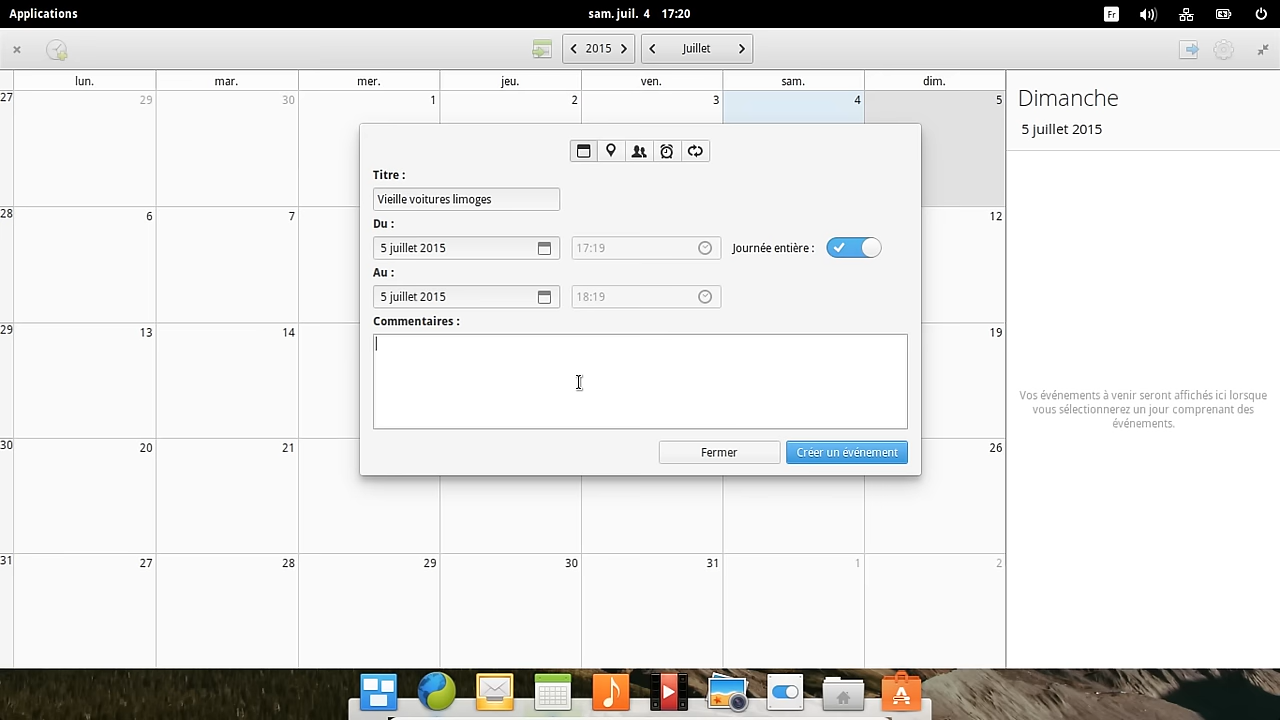 Applications
sam. juil. 4 17:20
Fr
2015
Juillet
lun. mar. mer. jeu. ven. sam. dim.
27 29 30 1 2 3 4 5
28 6 7 12
29 13 14 19
30 20 21 26
31 27 28 29 30 31 1 2
Dimanche
5 juillet 2015
Vos événements à venir seront affichés ici lorsque
vous sélectionnerez un jour comprenant des
événements.
Titre :
Vieille voitures limoges
Du :
5 juillet 2015 17:19 Journée entière :
Au :
5 juillet 2015 18:19
Commentaires :
Fermer Créer un événement